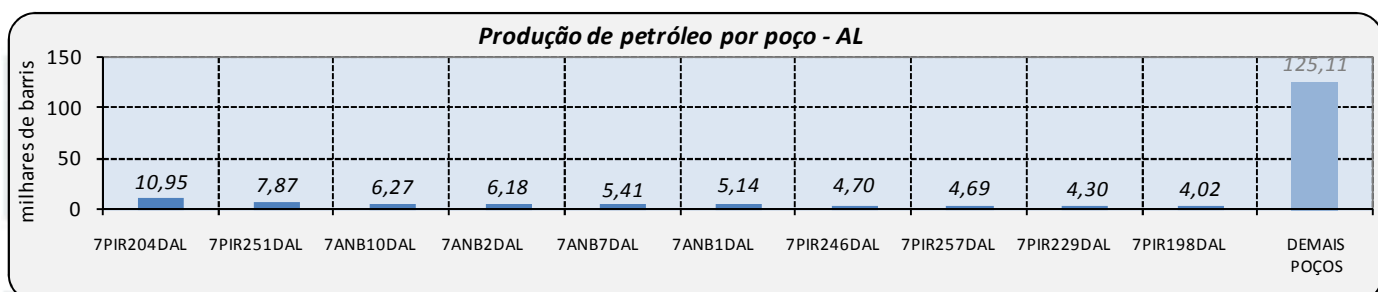 Produção de petróleo por poço - AL
milhares de barris
150
100
50
0
10,95 7,87 6,27 6,18 5,41 5,14 4,70 4,69 4,30 4,02 125,11
7PIR204DAL 7PIR251DAL 7ANB10DAL 7ANB2DAL 7ANB7DAL 7ANB1DAL 7PIR246DAL 7PIR257DAL 7PIR229DAL 7PIR198DAL DEMAIS
POÇOS